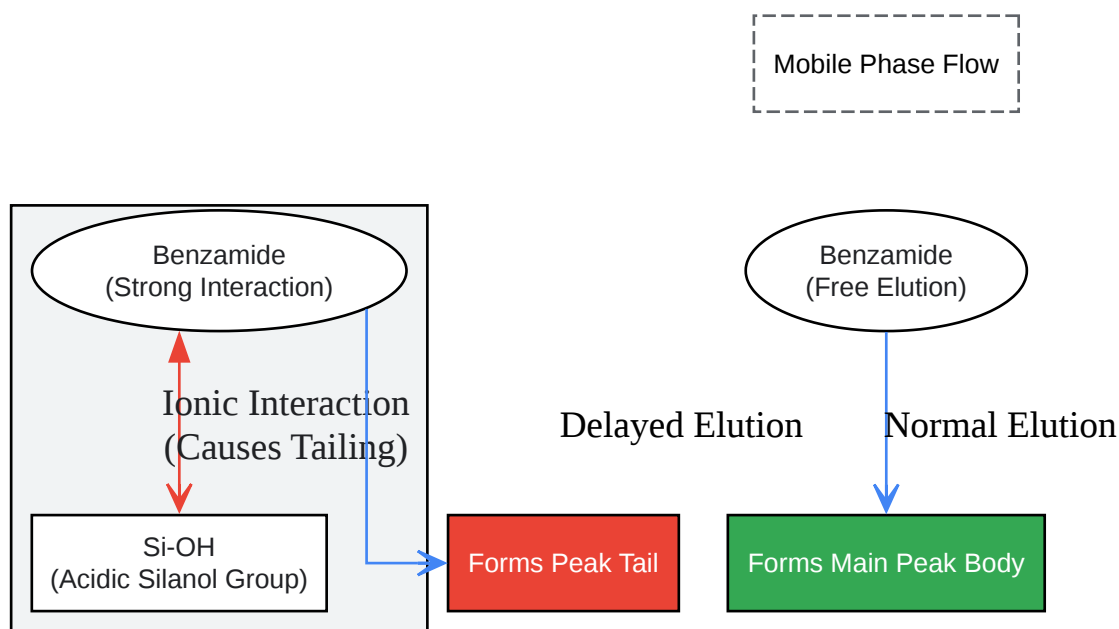 Mobile Phase Flow
Benzamide
(Strong Interaction)
Benzamide
(Free Elution)
Ionic Interaction
(Causes Tailing)
Delayed Elution
Normal Elution
Si-OH
(Acidic Silanol Group)
Forms Peak Tail
Forms Main Peak Body